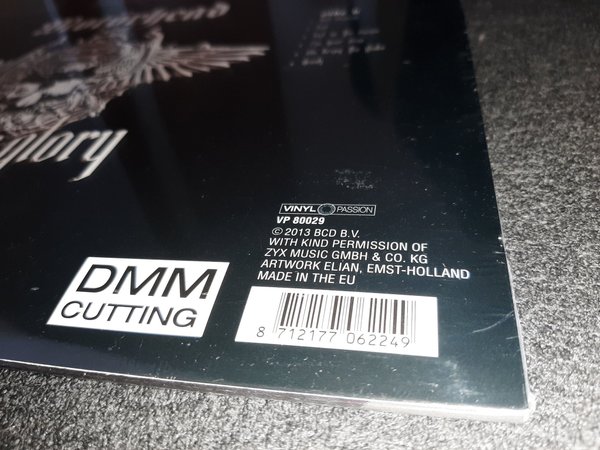 glory
VINYL PASSION
VP 80029
© 2013 BCD B.V.
WITH KIND PERMISSION OF
ZYX MUSIC GMBH & CO. KG
ARTWORK ELIAN, EMST-HOLLAND
MADE IN THE EU
DMM
CUTTING
8 712177 062249